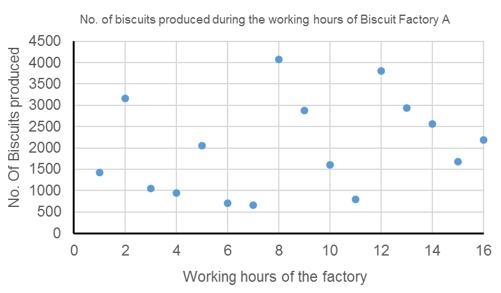 No. of biscuits produced during the working hours of Biscuit Factory A
No. Of Biscuits produced
4500
4000
3500
3000
2500
2000
1500
1000
500
0
0 2 4 6 8 10 12 14 16
Working hours of the factory